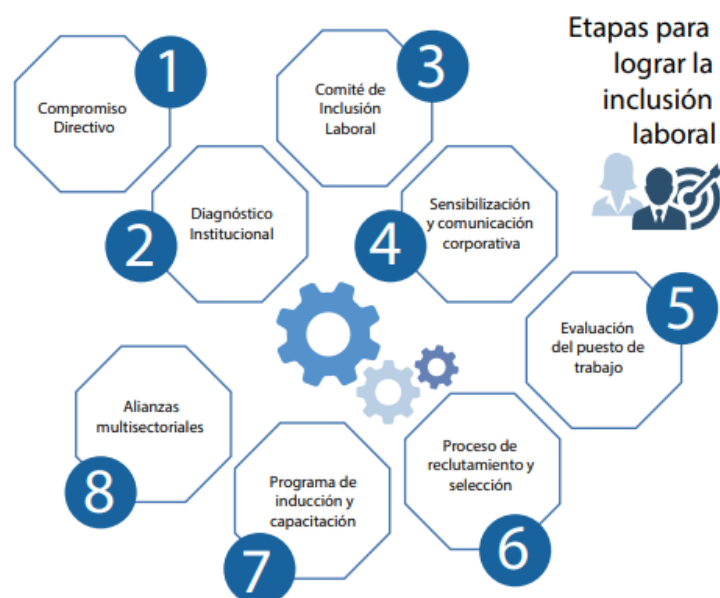 Etapas para
lograr la
inclusión
laboral
1
Compromiso
Directivo
2
Diagnóstico
Institucional
3
Comité de
Inclusión
Laboral
4
Sensibilización
y comunicación
corporativa
5
Evaluación
del puesto de
trabajo
6
Proceso de
reclutamiento y
selección
7
Programa de
inducción y
capacitación
8
Alianzas
multisectoriales